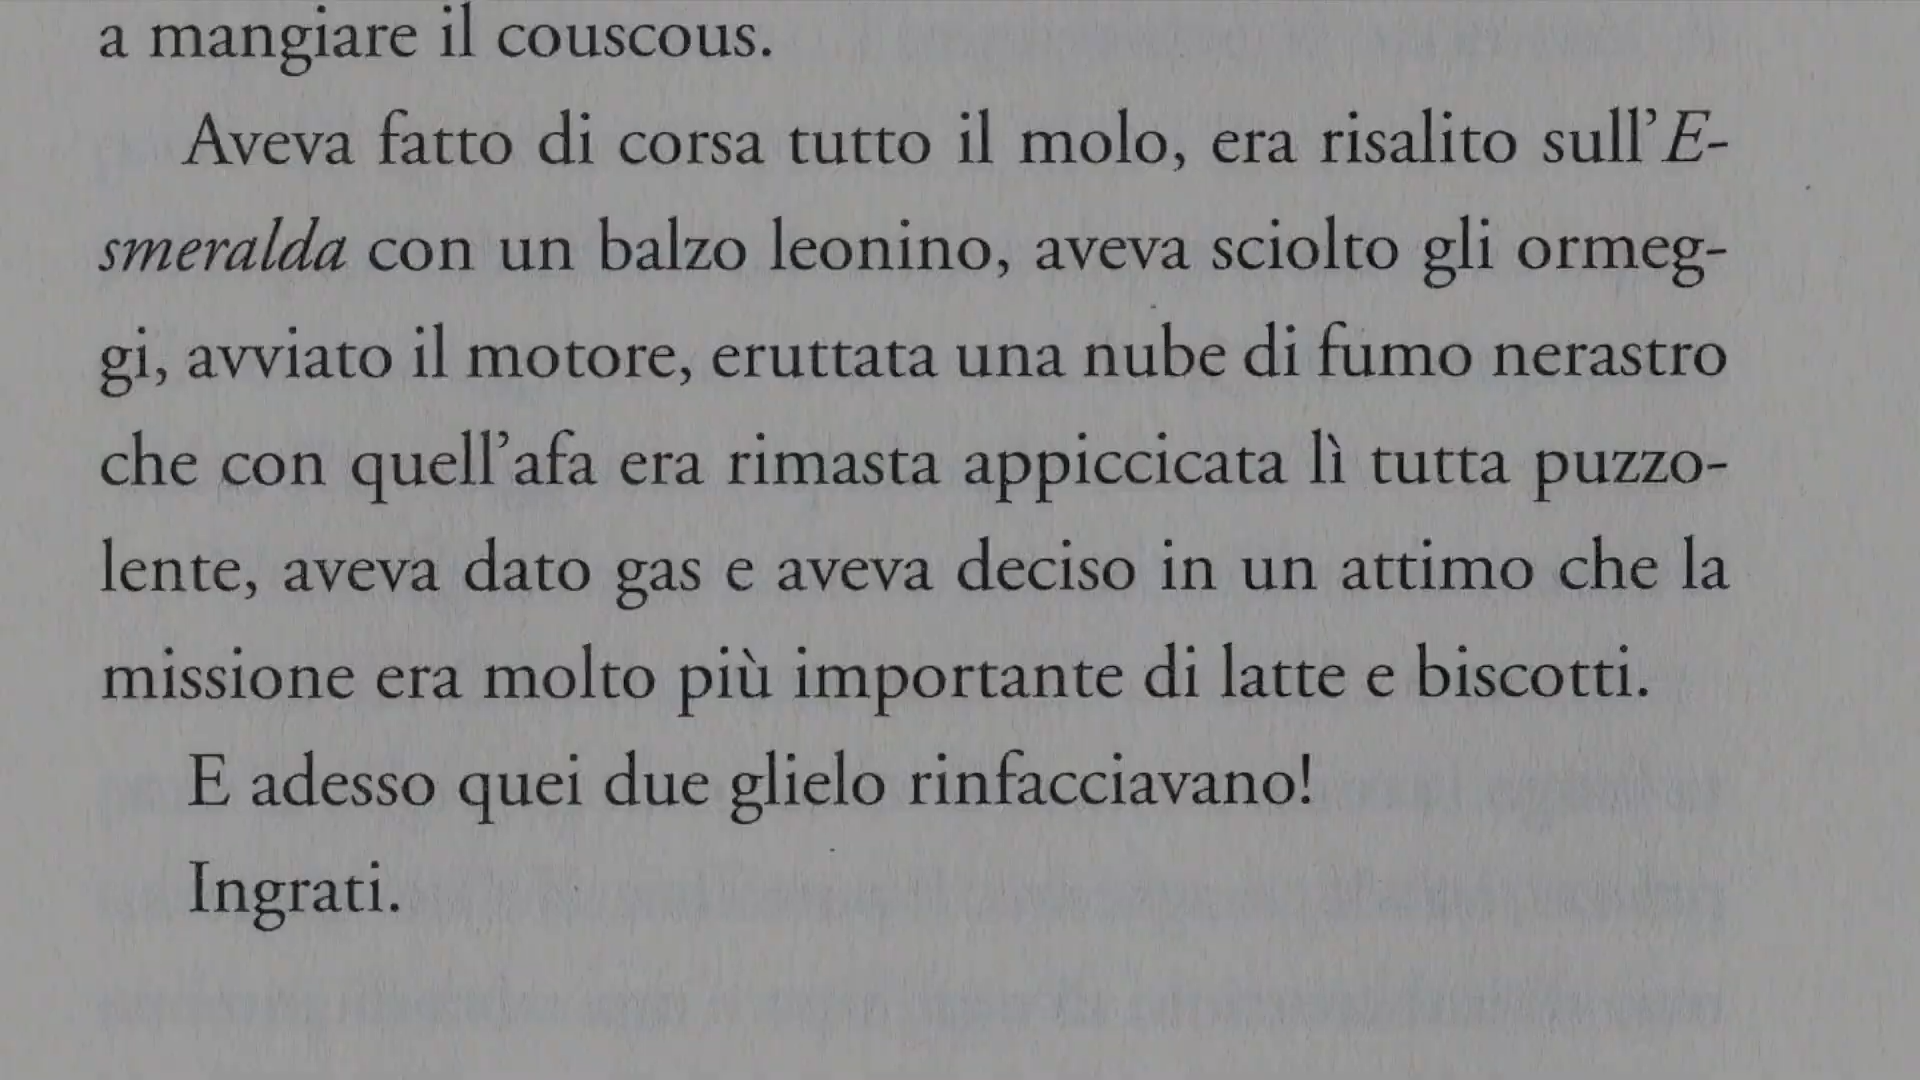 a mangiare il couscous.
Aveva fatto di corsa tutto il molo, era risalito sull’E-
smeralda con un balzo leonino, aveva sciolto gli ormeg-
gi, avviato il motore, eruttata una nube di fumo nerastro
che con quell’afa era rimasta appiccicata lì tutta puzzo-
lente, aveva dato gas e aveva deciso in un attimo che la
missione era molto più importante di latte e biscotti.
E adesso quei due glielo rinfacciavano!
Ingrati.